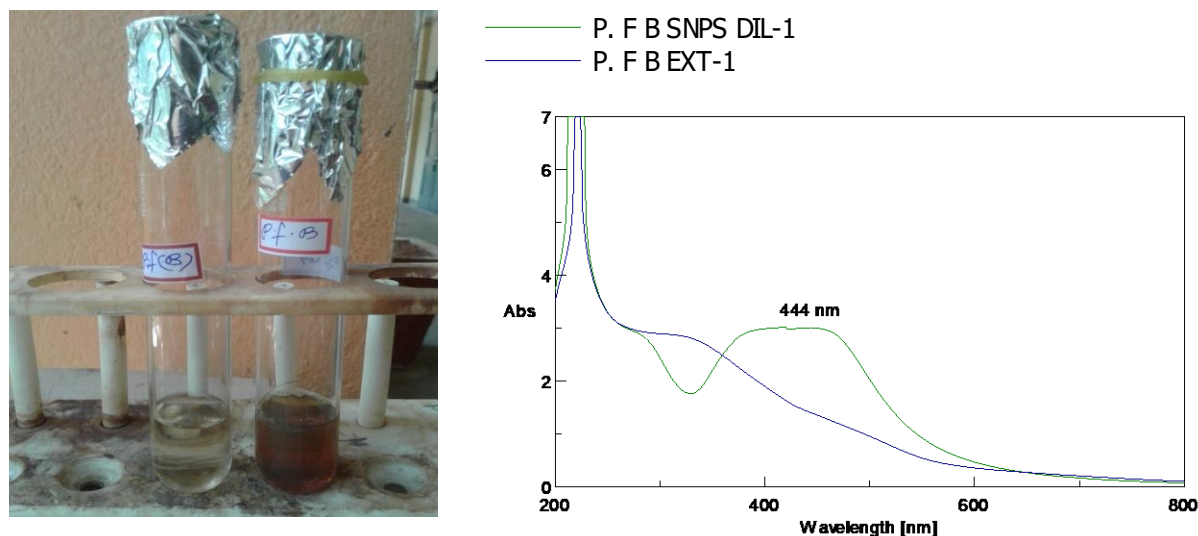 Pf(B)
P.f-B
P. F B SNPS DIL-1
P. F B EXT-1
7
6
4
Abs
444 nm
2
0
200
400
600
800
Wavelength [nm]